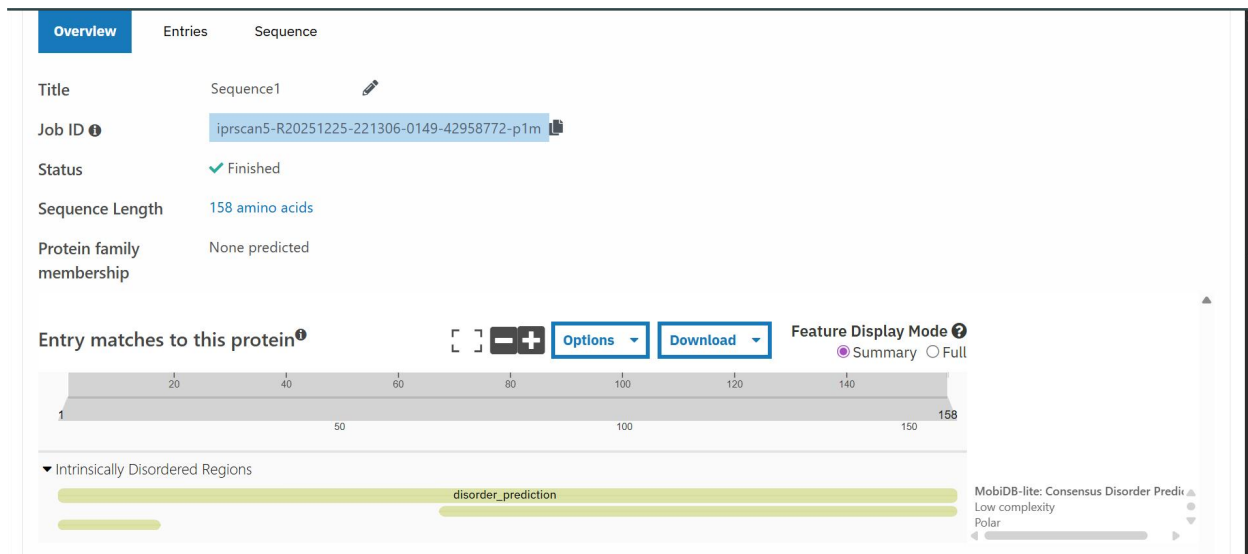 Overview Entries Sequence
Title Sequence1
Job ID iprscan5-R20251225-221306-0149-42958772-p1m
Status Finished
Sequence Length 158 amino acids
Protein family None predicted
membership
Entry matches to this protein
Options Download
Feature Display Mode
Summary Full
20 40 60 80 100 120 140
1 158
50 100 150
Intrinsically Disordered Regions
disorder_prediction
MobiDB-lite: Consensus Disorder
Low complexity
Polar